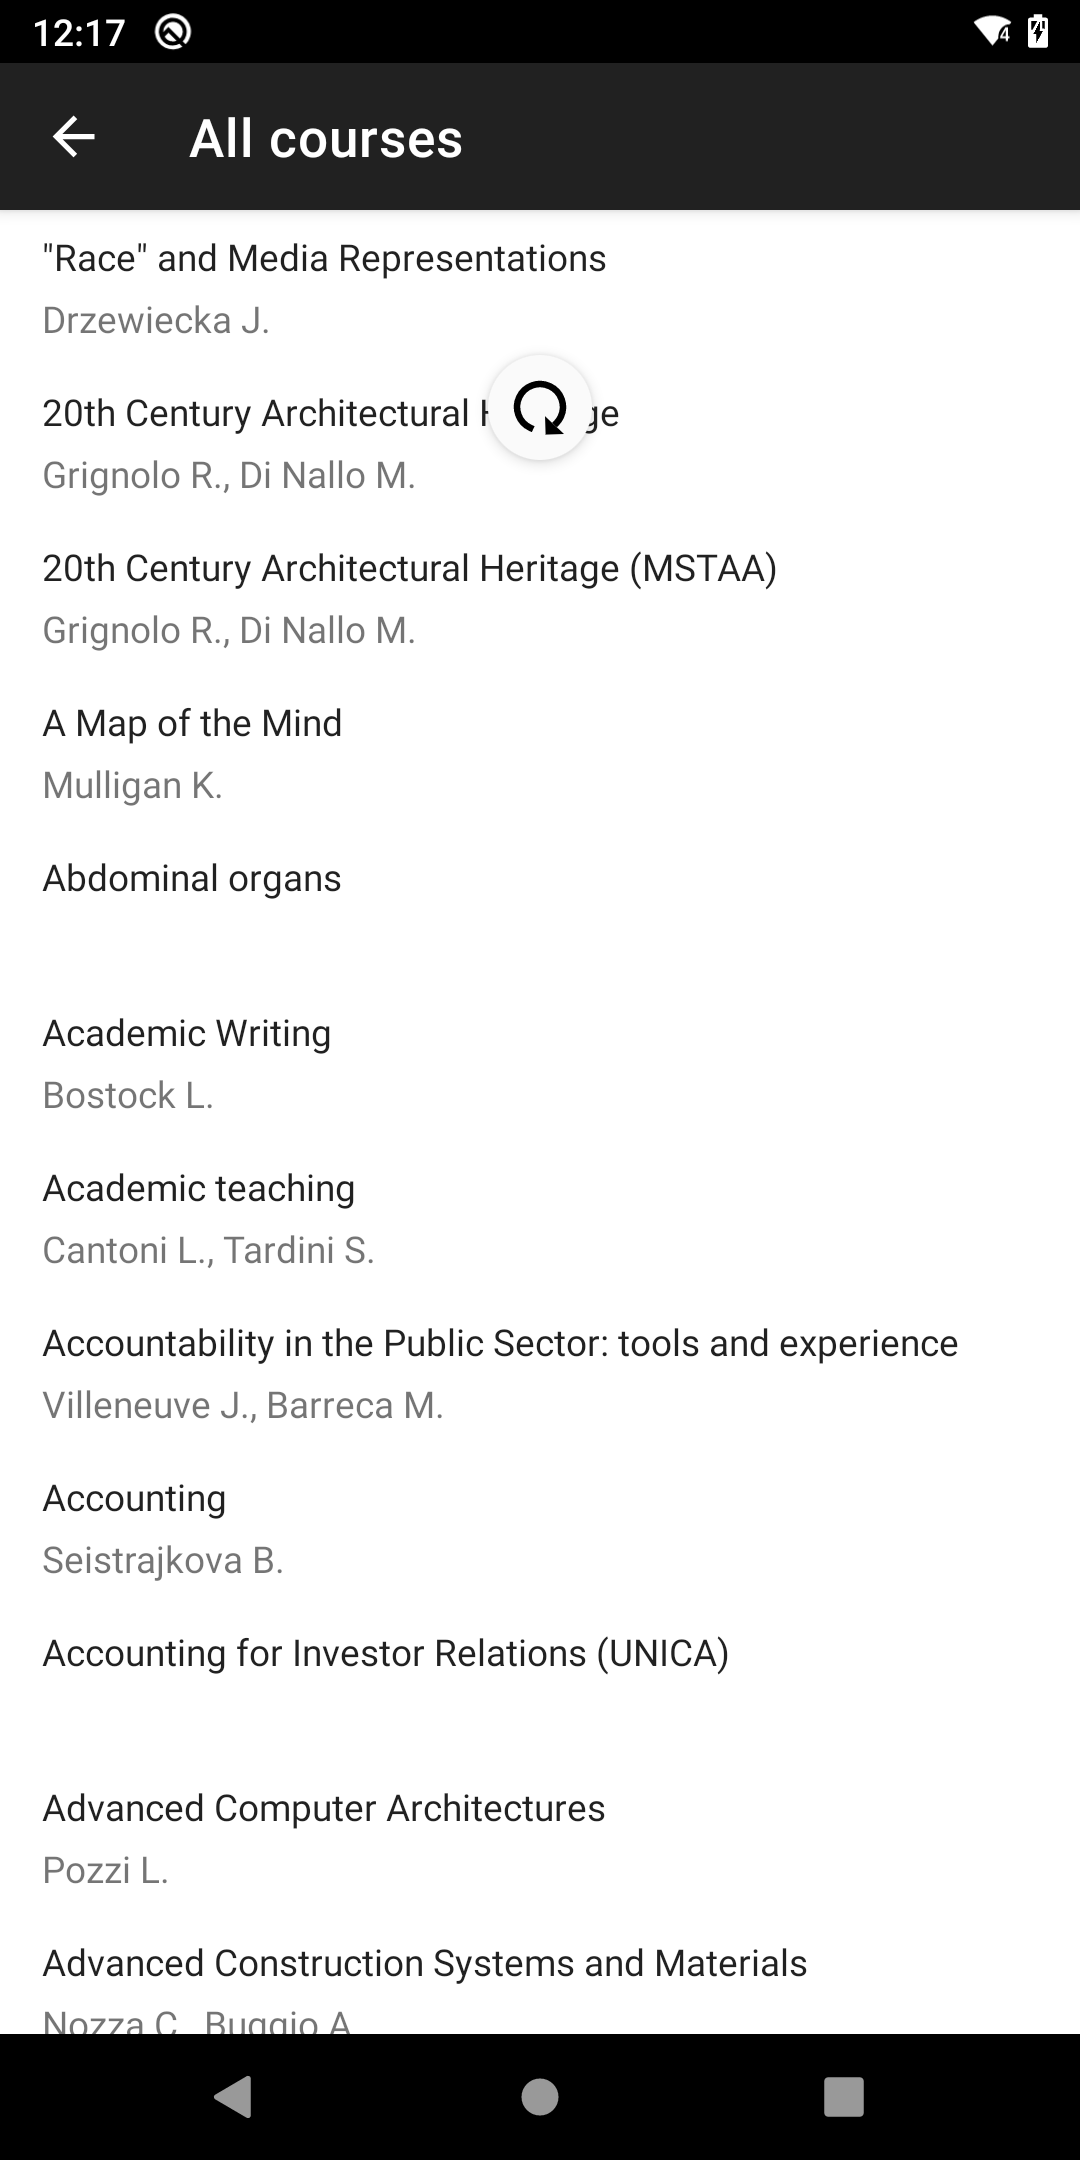 12:17
All courses
"Race" and Media Representations
Drzewiecka J.
20th Century Architectural
Grignolo R., Di Nallo M.
20th Century Architectural Heritage (MSTAA)
Grignolo R., Di Nallo M.
A Map of the Mind
Mulligan K.
Abdominal organs
Academic Writing
Bostock L.
Academic teaching
Cantoni L., Tardini S.
Accountability in the Public Sector: tools and experience
Villeneuve J., Barreca M.
Accounting
Seistrajkova B.
Accounting for Investor Relations (UNICA)
Advanced Computer Architectures
Pozzi L.
Advanced Construction Systems and Materials
Nozza C., Buggio A.